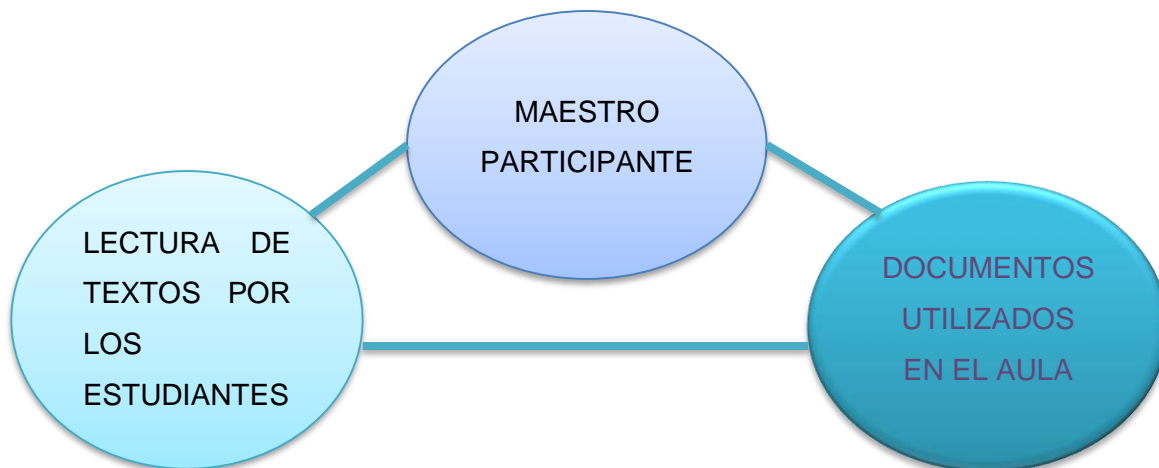 MAESTRO
PARTICIPANTE
LECTURA DE
TEXTOS POR
LOS
ESTUDIANTES
DOCUMENTOS
UTILIZADOS
EN EL AULA